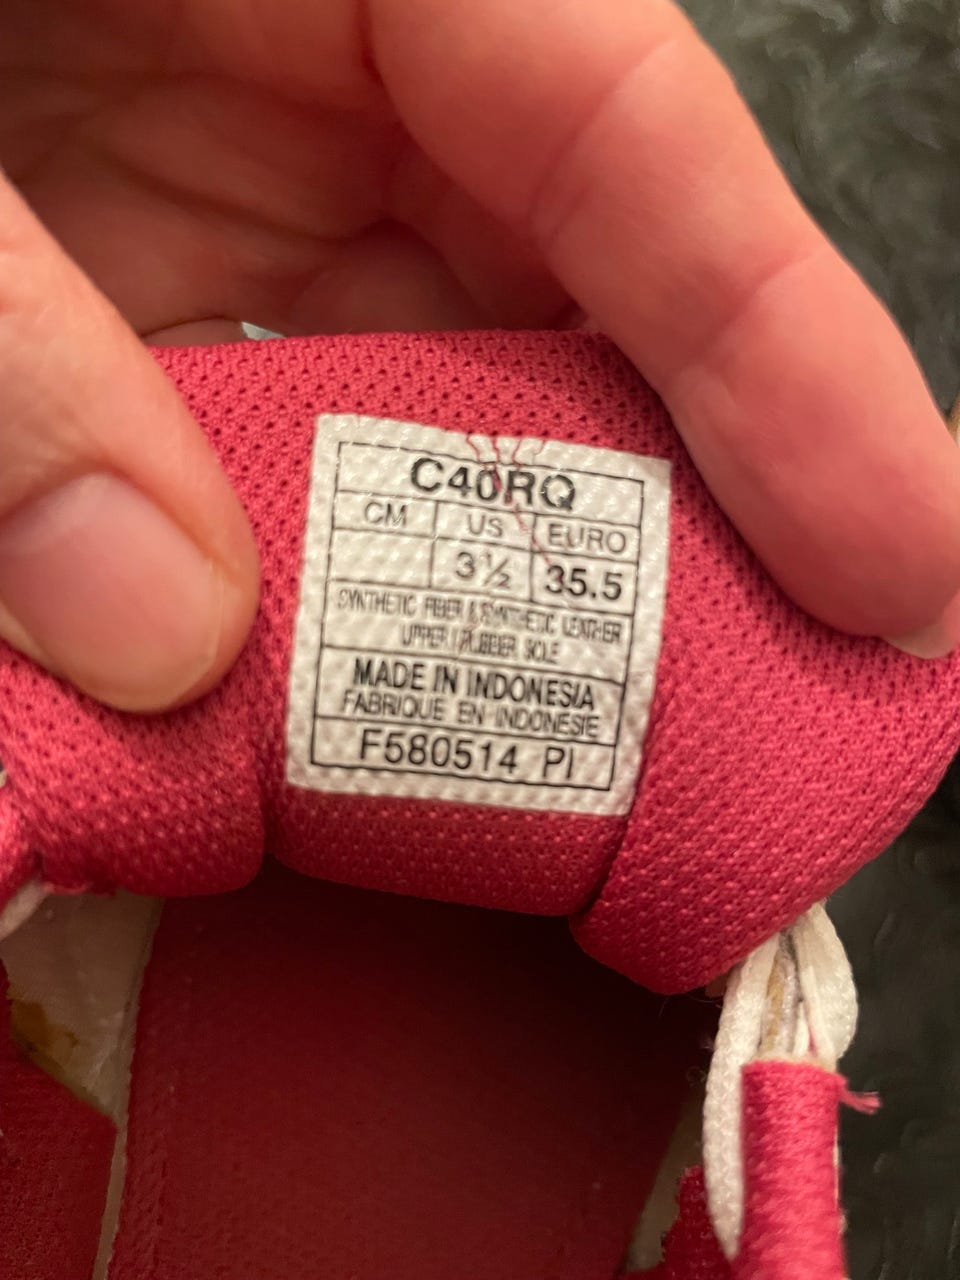 C40RQ
CM US EURO
3½ 35.5
SYNTHETIC FIBER & SYNTHETIC LEATHER
UPPER / RUBBER SOLE
MADE IN INDONESIA
FABRIQUE EN INDONESIE
F580514 PI